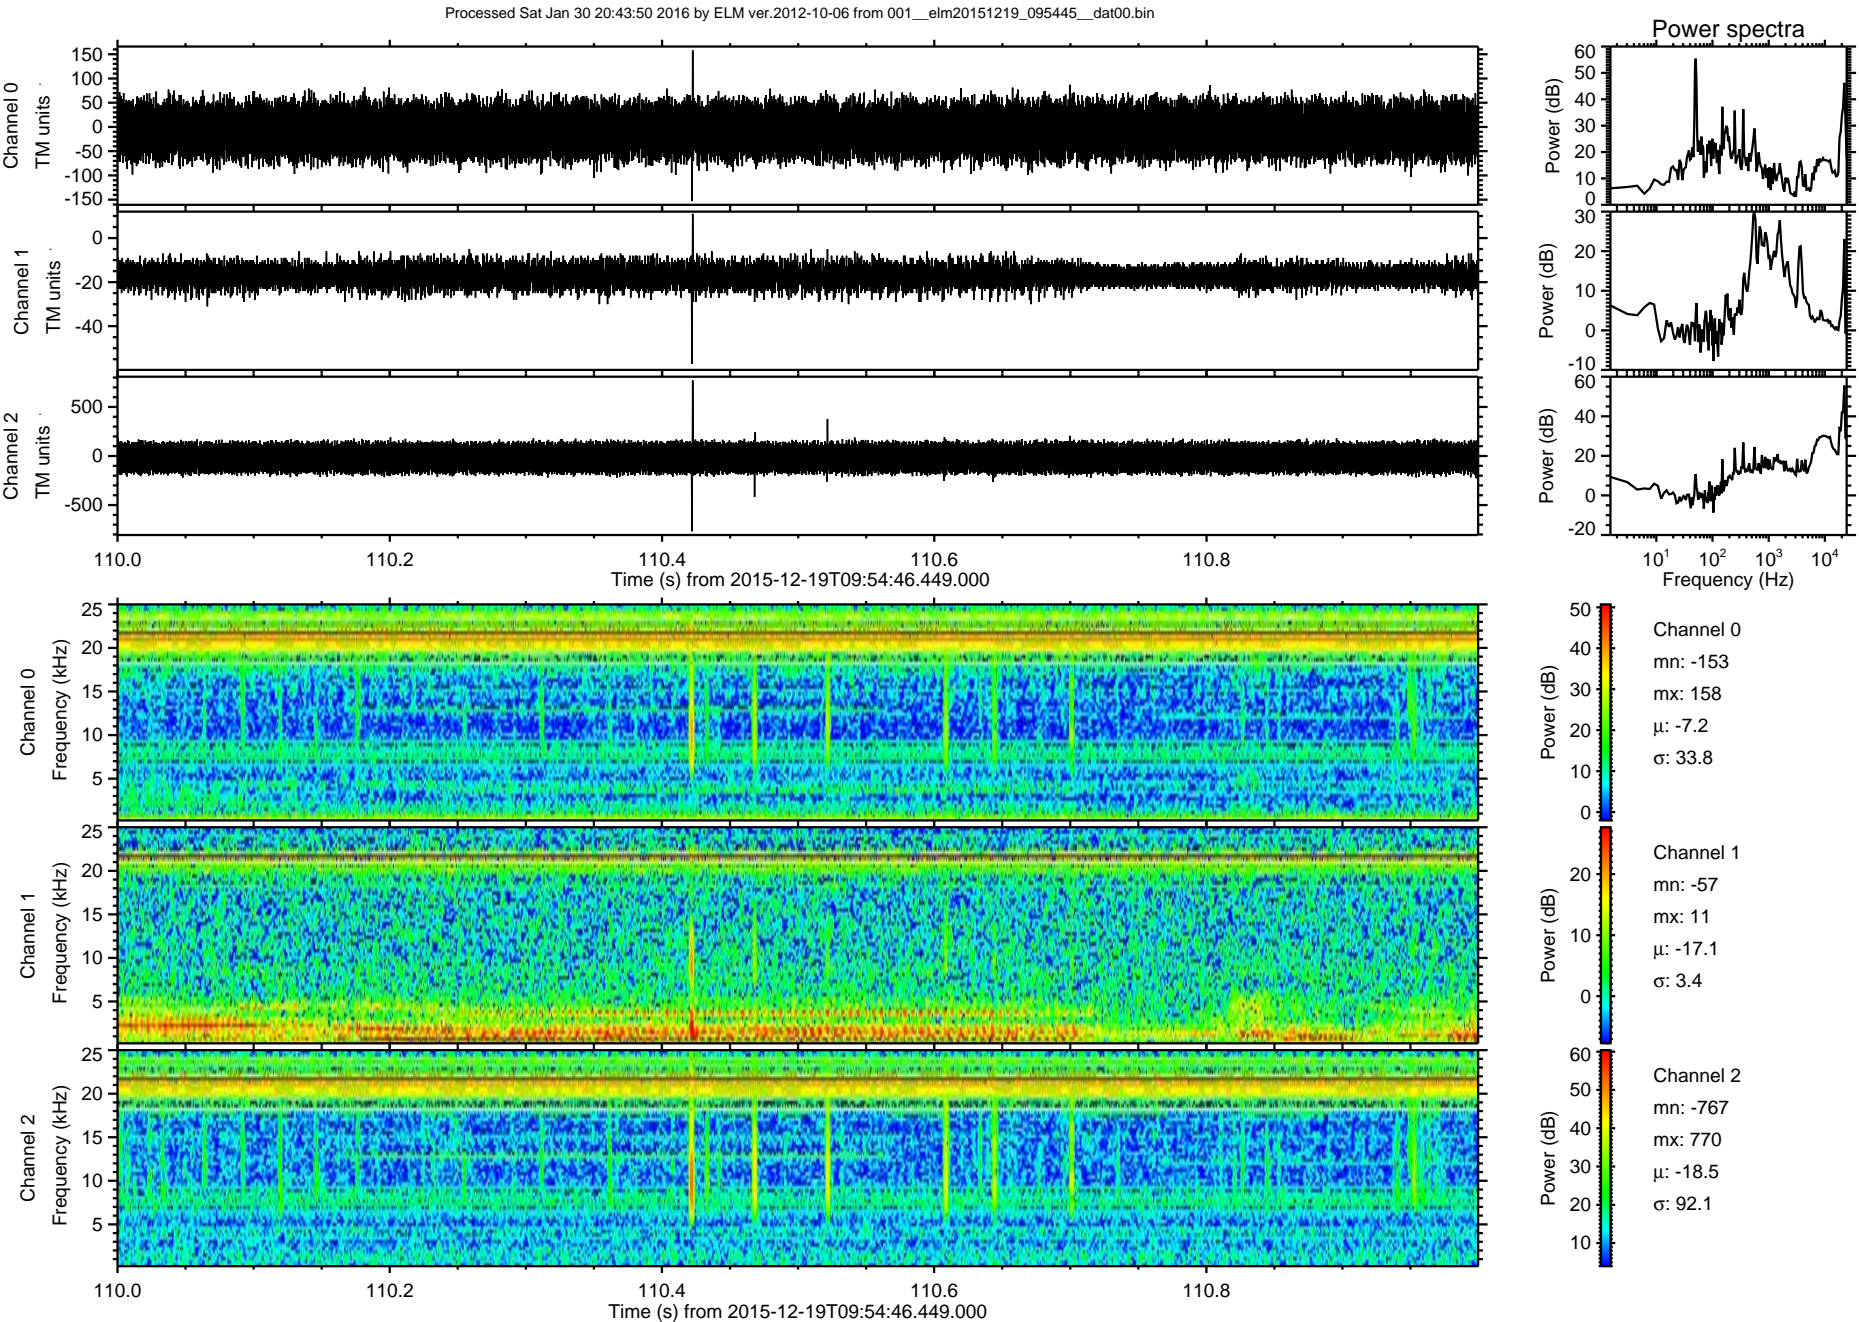 Processed Sat Jan 30 20:43:50 2016 by ELM ver.2012-10-06 from 001__elm20151219_095445__dat00.bin
Power spectra
Channel 0
TM units
150
100
50
0
-50
-100
-150
Power (dB)
60
50
40
30
20
10
0
Channel 1
TM units
0
-20
-40
Power (dB)
30
20
10
0
-10
Channel 2
TM units
500
0
-500
Power (dB)
60
40
20
0
-20
110.0 110.2 110.4 110.6 110.8
Time (s) from 2015-12-19T09:54:46.449.000
10^1 10^2 10^3 10^4
Frequency (Hz)
Channel 0
Frequency (kHz)
25
20
15
10
5
Power (dB)
50
40
30
20
10
0
Channel 0
mn: -153
mx: 158
µ: -7.2
σ: 33.8
Channel 1
Frequency (kHz)
25
20
15
10
5
Power (dB)
20
10
0
Channel 1
mn: -57
mx: 11
µ: -17.1
σ: 3.4
Channel 2
Frequency (kHz)
25
20
15
10
5
Power (dB)
60
50
40
30
20
10
Channel 2
mn: -767
mx: 770
µ: -18.5
σ: 92.1
110.0 110.2 110.4 110.6 110.8
Time (s) from 2015-12-19T09:54:46.449.000